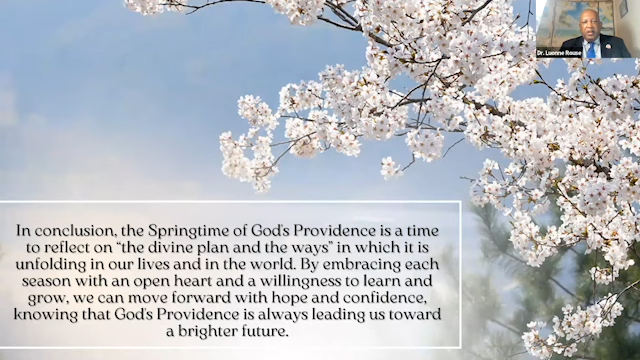 Dr. Luonne Rouse
In conclusion, the Springtime of God's Providence is a time
to reflect on “the divine plan and the ways” in which it is
unfolding in our lives and in the world. By embracing each
season with an open heart and a willingness to learn and
grow, we can move forward with hope and confidence,
knowing that God's Providence is always leading us toward
a brighter future.